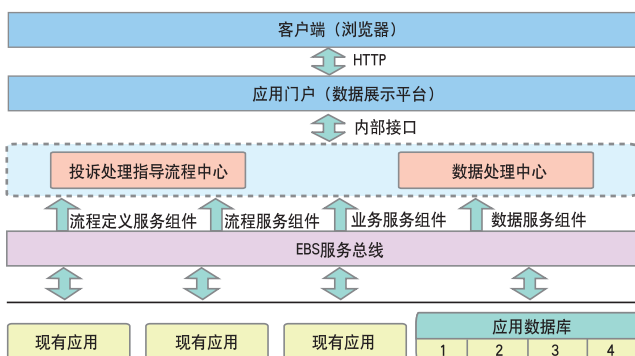 客户端（浏览器）
HTTP
应用门户（数据展示平台）
内部接口
投诉处理指导流程中心
数据处理中心
流程定义服务组件
流程服务组件
业务服务组件
数据服务组件
EBS服务总线
现有应用
现有应用
现有应用
应用数据库
1
2
3
4